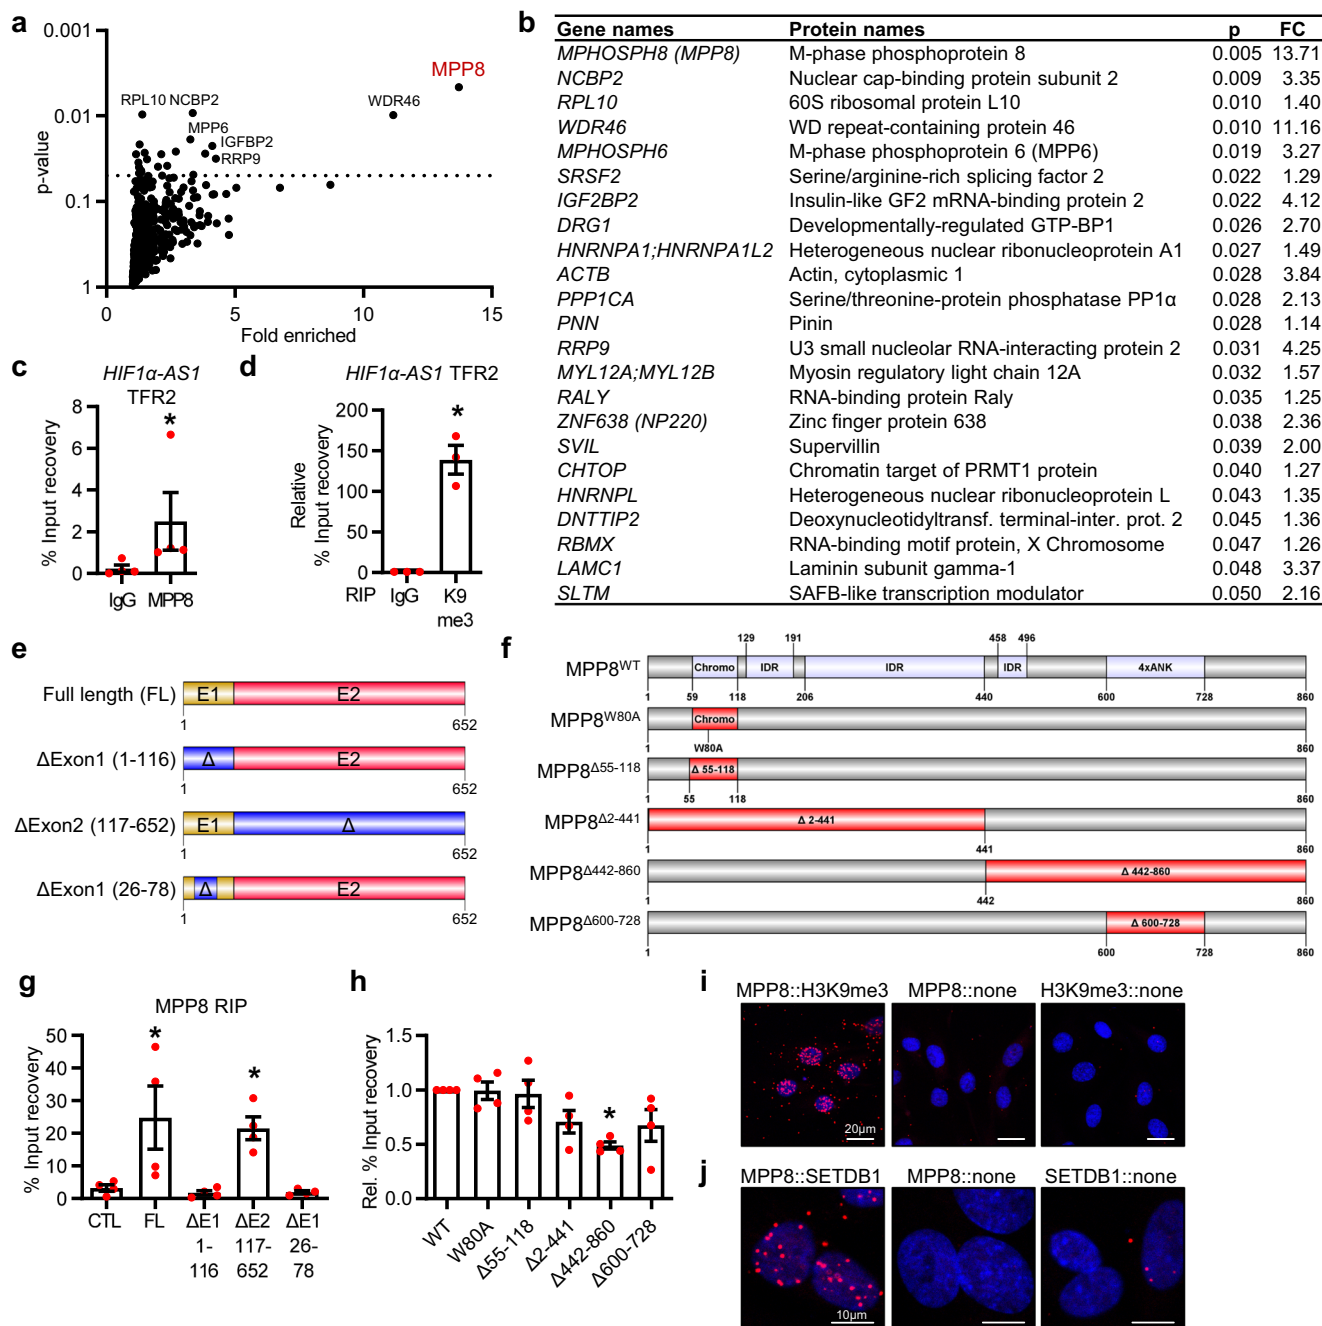 a
0.001
0.01
0.1
1
p-value
MPP8
RPL10 NCBP2
WDR46
MPP6
IGFBP2
RRP9
0 5 10 15
Fold enriched
b
Gene names Protein names p FC
MPHOSPH8 (MPP8) M-phase phosphoprotein 8 0.005 13.71
NCBP2 Nuclear cap-binding protein subunit 2 0.009 3.35
RPL10 60S ribosomal protein L10 0.010 1.40
WDR46 WD repeat-containing protein 46 0.010 11.16
MPHOSPH6 M-phase phosphoprotein 6 (MPP6) 0.019 3.27
SRSF2 Serine/arginine-rich splicing factor 2 0.022 1.29
IGF2BP2 Insulin-like GF2 mRNA-binding protein 2 0.022 4.12
DRG1 Developmentally-regulated GTP-BP1 0.026 2.70
HNRNPA1;HNRNPA1L2 Heterogeneous nuclear ribonucleoprotein A1 0.027 1.49
ACTB Actin, cytoplasmic 1 0.028 3.84
PPP1CA Serine/threonine-protein phosphatase PP1α 0.028 2.13
PNN Pinin 0.028 1.14
RRP9 U3 small nucleolar RNA-interacting protein 2 0.031 4.25
MYL12A;MYL12B Myosin regulatory light chain 12A 0.032 1.57
RALY RNA-binding protein Raly 0.035 1.25
ZNF638 (NP220) Zinc finger protein 638 0.038 2.36
SVIL Supervillin 0.039 2.00
CHTOP Chromatin target of PRMT1 protein 0.040 1.27
HNRNPL Heterogeneous nuclear ribonucleoprotein L 0.043 1.35
DNTTIP2 Deoxynucleotidyltransf. terminal-inter. prot. 2 0.045 1.36
RBMX RNA-binding motif protein, X Chromosome 0.047 1.26
LAMC1 Laminin subunit gamma-1 0.048 3.37
SLTM SAFB-like transcription modulator 0.050 2.16
c
HIF1α-AS1
TFR2
% Input recovery
8
6
4
2
0
*
IgG MPP8
d
HIF1α-AS1 TFR2
Relative
% Input recovery
200
150
100
50
0
*
RIP IgG K9
me3
e
Full length (FL) E1 E2
1 652
ΔExon1 (1-116) Δ E2
1 652
ΔExon2 (117-652) E1 Δ
1 652
ΔExon1 (26-78) Δ E2
1 652
f
129 191 458 496
MPP8WT Chromo IDR IDR IDR 4xANK
1 59 118 206 440 600 728 860
MPP8W80A Chromo
1 W80A 860
MPP8Δ55-118 Δ 55-118
1 55 118 860
MPP8Δ2-441 Δ 2-441
1 441 860
MPP8Δ442-860 Δ 442-860
1 442 860
MPP8Δ600-728 Δ 600-728
1 600 728 860
g
MPP8 RIP
% Input recovery
50
40
30
20
10
0
* *
CTL FL ΔE1 ΔE2 ΔE1
1- 117- 26-
116 652 78
h
Rel. % Input recovery
1.5
1.0
0.5
0.0
*
WT W80A Δ55-118 Δ2-441 Δ442-860 Δ600-728
i
MPP8::H3K9me3 MPP8::none H3K9me3::none
20µm
j
MPP8::SETDB1 MPP8::none SETDB1::none
10µm